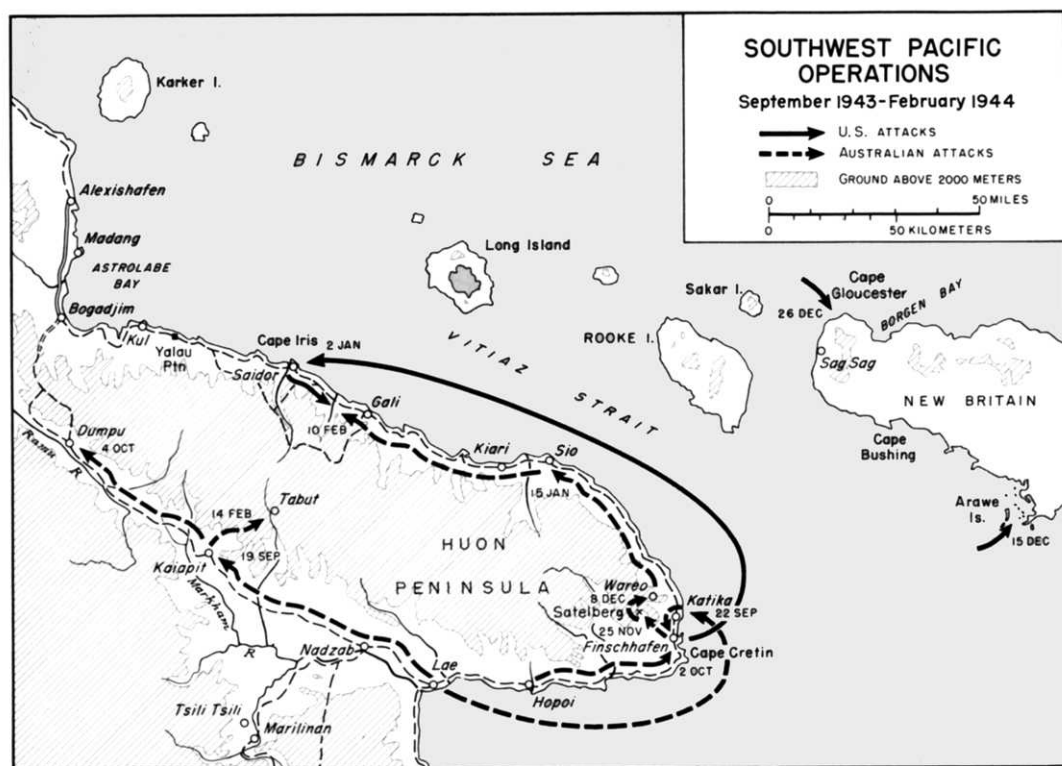 SOUTHWEST PACIFIC
OPERATIONS
September 1943-February 1944
U.S. ATTACKS
AUSTRALIAN ATTACKS
GROUND ABOVE 2000 METERS
0 50 MILES
0 50 KILOMETERS
Karker I.
BISMARCK SEA
Alexishafen
Madang
ASTROLABE
BAY
Bogadjim
Kul
Yalau
Ptn
Long Island
Cape Iris 2 JAN
Saidor
Gali
10 FEB
VITIAZ STRAIT
Sakar I.
ROOKE I.
Cape
Gloucester
26 DEC
BORGEN BAY
Sag Sag
NEW BRITAIN
Cape
Bushing
Arawe
Is.
15 DEC
Dumpu
4 OCT
Ramu R
Kiari
Sio
15 JAN
Tabut
14 FEB
19 SEP
Kaiapit
Markham
R
HUON
PENINSULA
Wareo
8 DEC
Satelberg
Katika
22 SEP
25 NOV
Finschhafen
Cape Cretin
2 OCT
Nadzab
Lae
Hopoi
Tsili Tsili
Marilinan